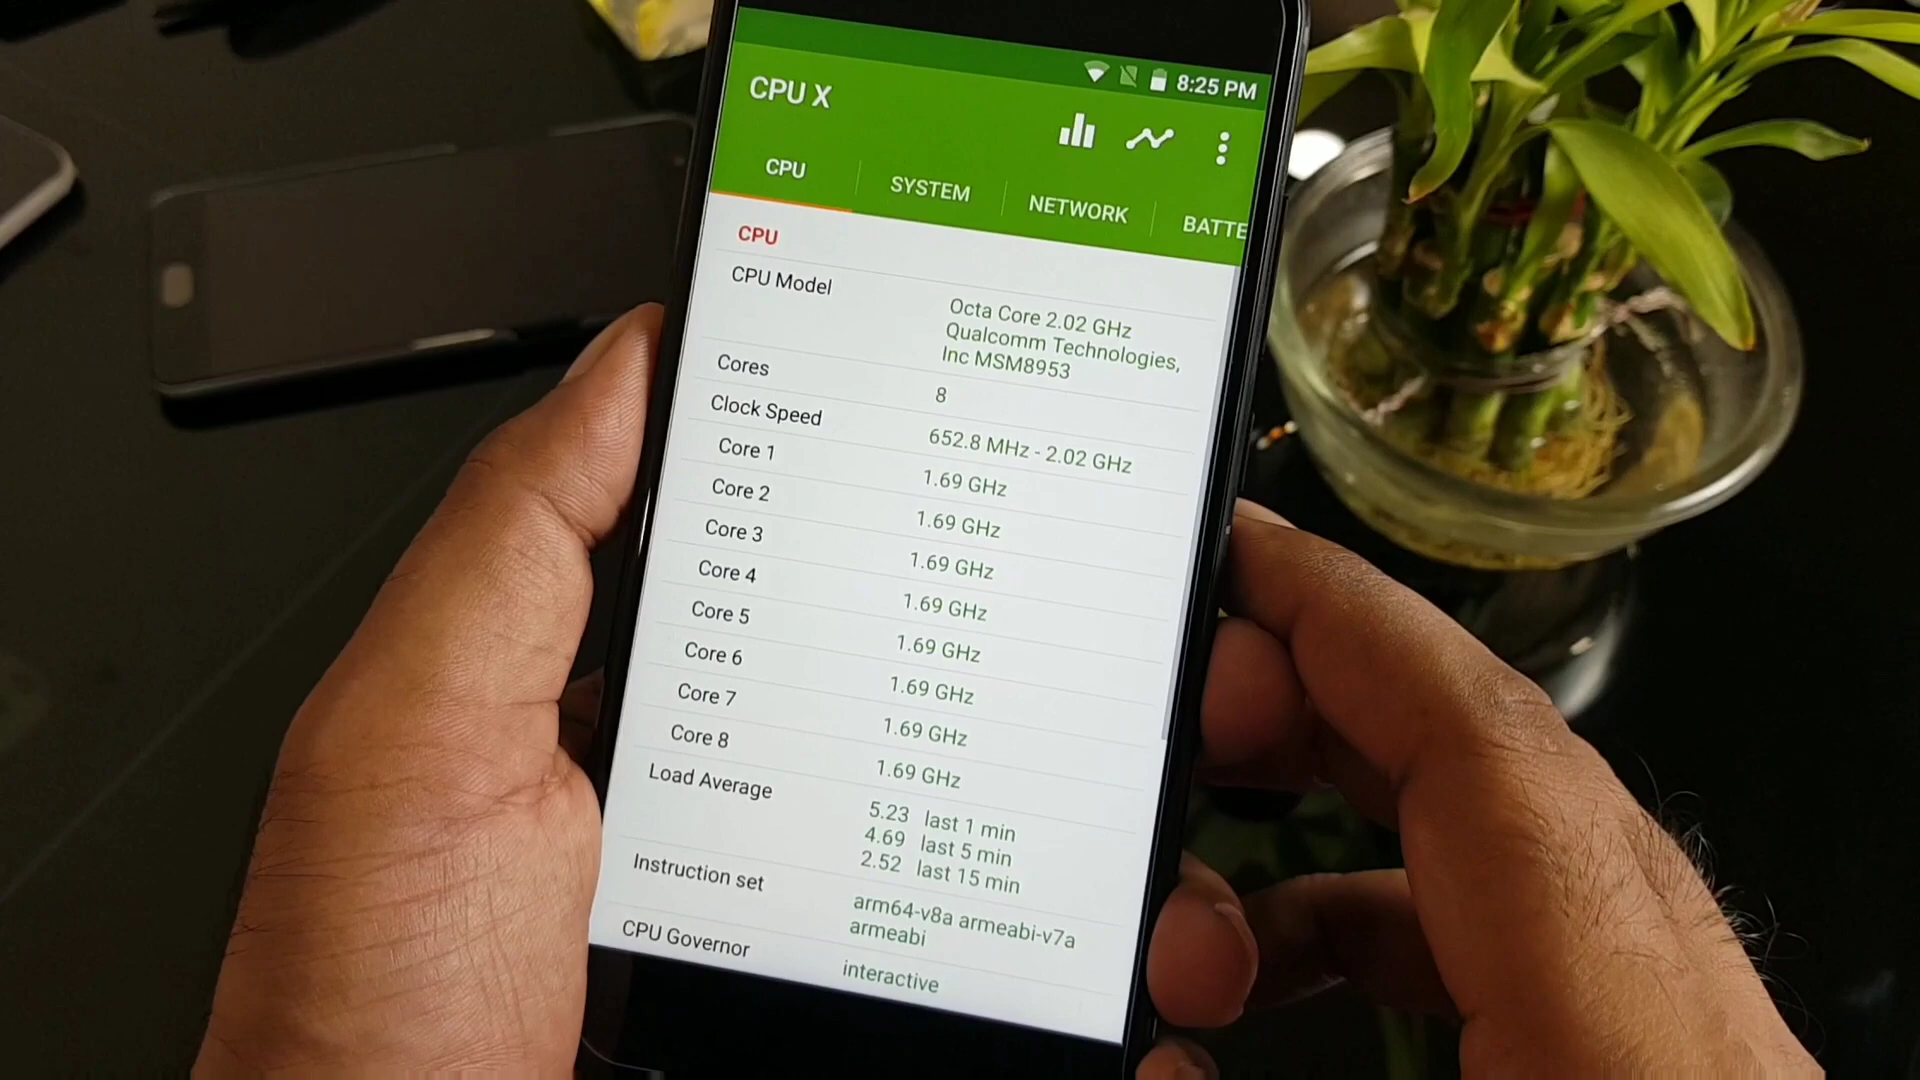 8:25 PM
CPU X
CPU
SYSTEM
NETWORK
BATTE
CPU
CPU Model
Octa Core 2.02 GHz
Qualcomm Technologies,
Inc MSM8953
Cores
8
Clock Speed
652.8 MHz - 2.02 GHz
Core 1
1.69 GHz
Core 2
1.69 GHz
Core 3
1.69 GHz
Core 4
1.69 GHz
Core 5
1.69 GHz
Core 6
1.69 GHz
Core 7
1.69 GHz
Core 8
1.69 GHz
Load Average
5.23 last 1 min
4.69 last 5 min
2.52 last 15 min
Instruction set
arm64-v8a armeabi-v7a
armeabi
CPU Governor
interactive